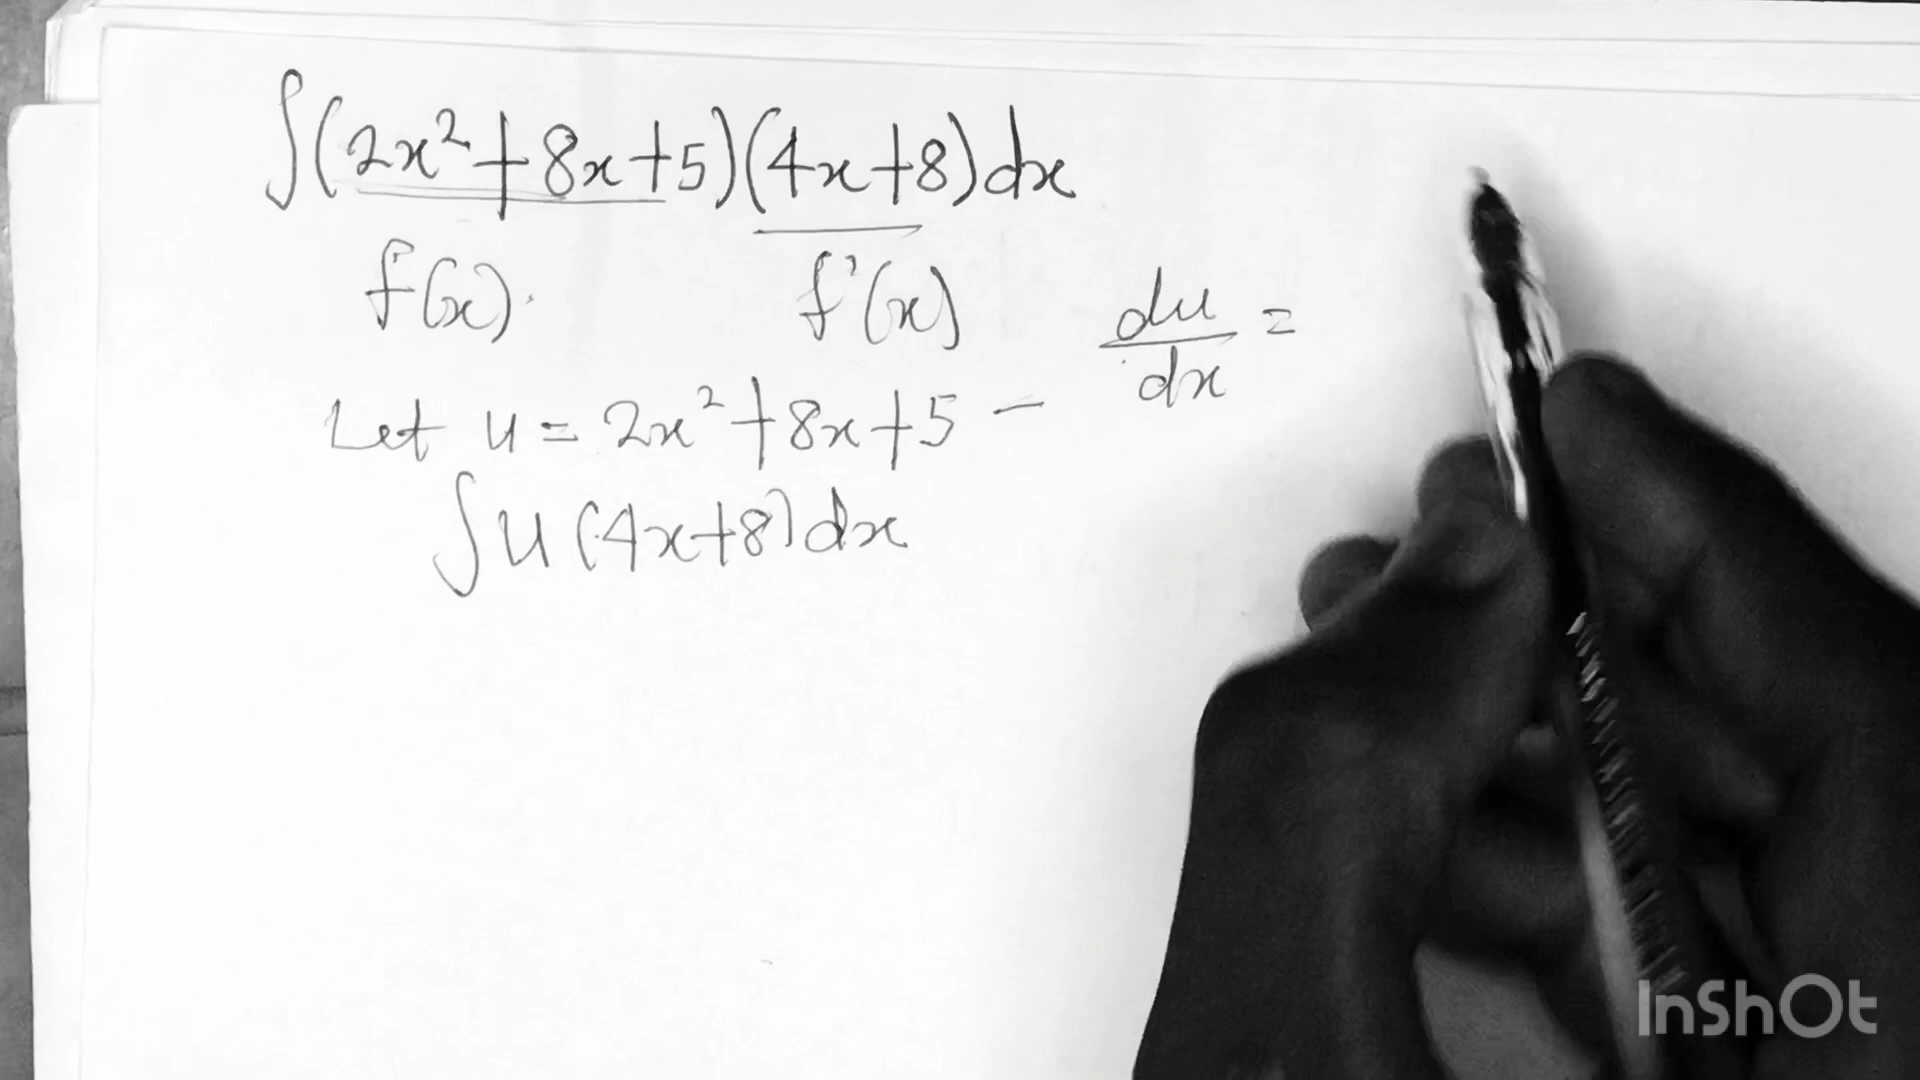 ∫(2x²+8x+5)(4x+8)dx
f(x). f'(x)
du/dx =
Let u = 2x²+8x+5 -
∫u(4x+8)dx
InShOt